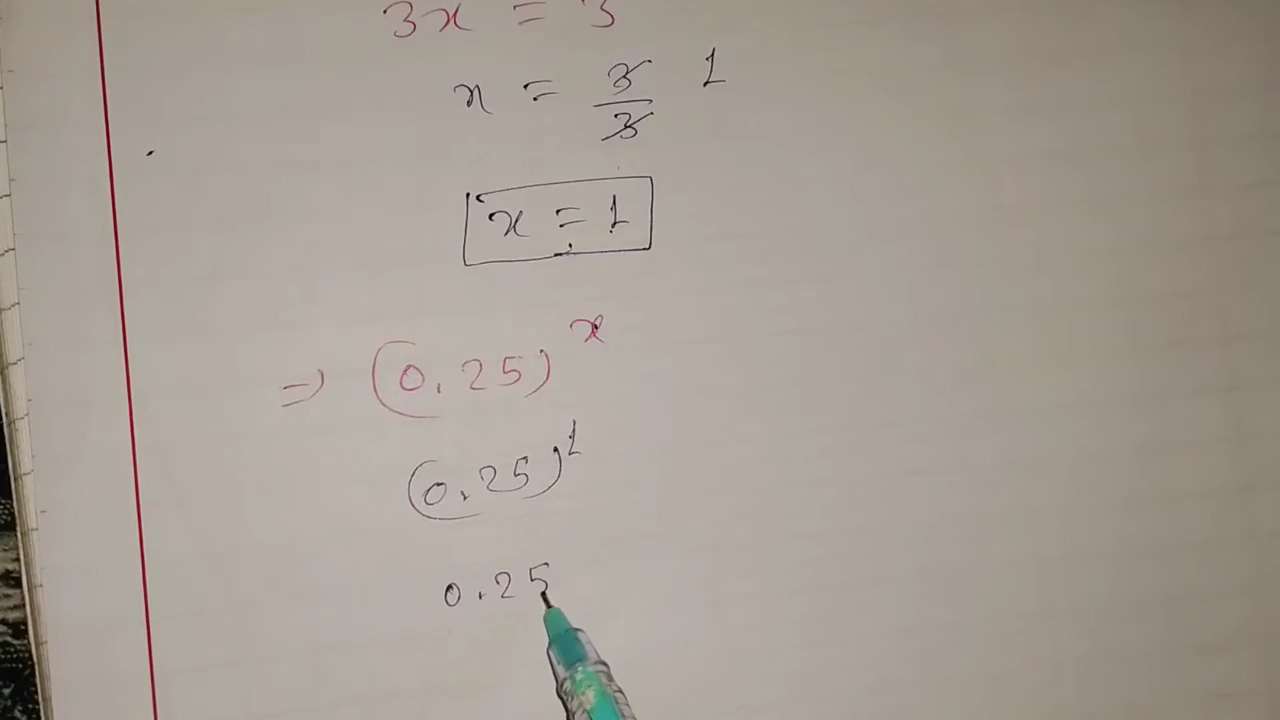 3x = 3
x = 3/3 1
x = 1
⇒ (0.25)^x
(0.25)^1
0.25